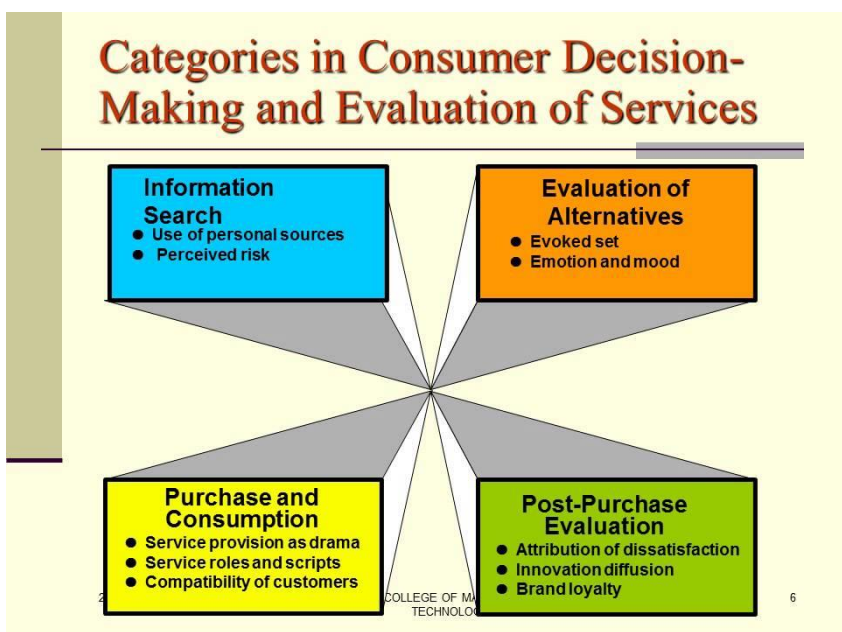 Categories in Consumer Decision-
Making and Evaluation of Services
Information
Search
● Use of personal sources
● Perceived risk
Evaluation of
Alternatives
● Evoked set
● Emotion and mood
Purchase and
Consumption
● Service provision as drama
● Service roles and scripts
● Compatibility of customers
Post-Purchase
Evaluation
● Attribution of dissatisfaction
● Innovation diffusion
● Brand loyalty
2
COLLEGE OF
6